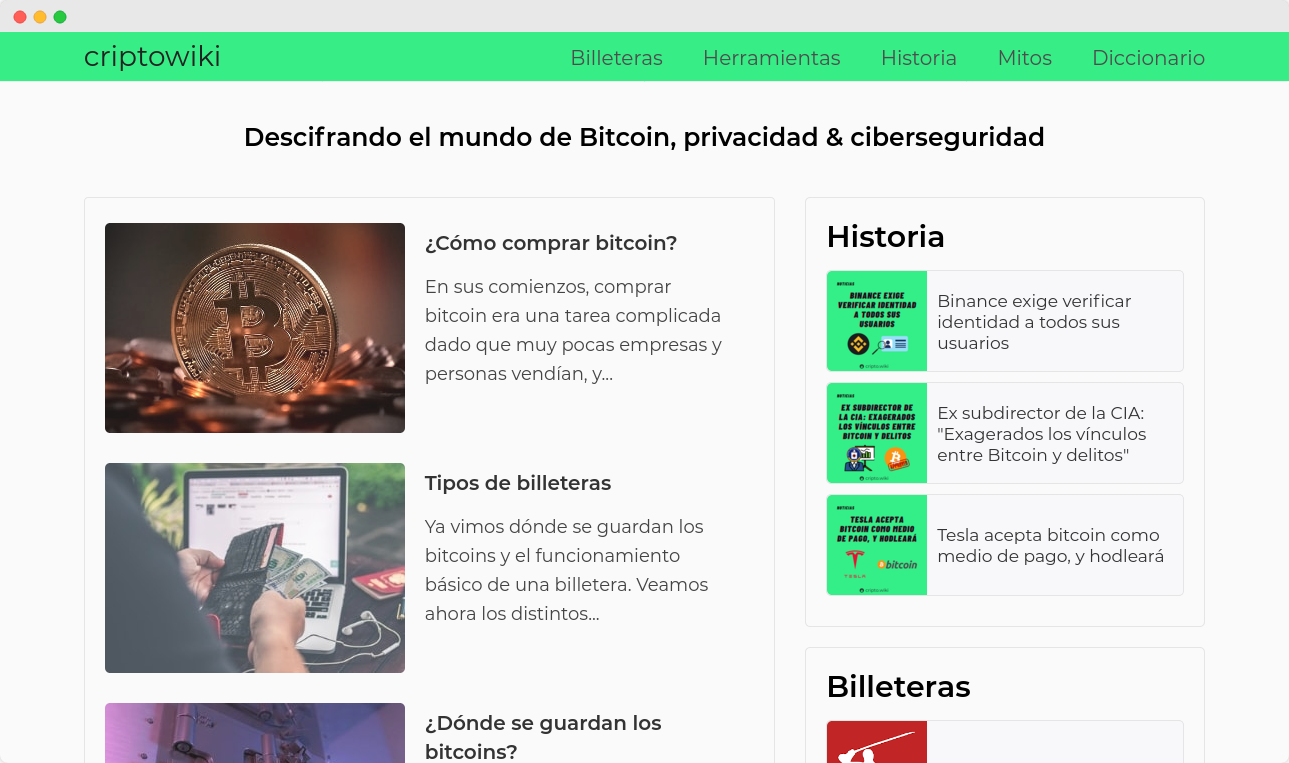 criptowiki
Billeteras
Herramientas
Historia
Mitos
Diccionario
Descifrando el mundo de Bitcoin, privacidad & ciberseguridad
¿Cómo comprar bitcoin?
En sus comienzos, comprar
bitcoin era una tarea complicada
dado que muy pocas empresas y
personas vendían, y...
Tipos de billeteras
Ya vimos dónde se guardan los
bitcoins y el funcionamiento
básico de una billetera. Veamos
ahora los distintos...
¿Dónde se guardan los
bitcoins?
Historia
NOTICIAS
BINANCE EXIGE
VERIFICAR IDENTIDAD
A TODOS SUS
USUARIOS
criptowiki
Binance exige verificar
identidad a todos sus
usuarios
NOTICIAS
EX SUBDIRECTOR DE
LA CIA: EXAGERADOS
LOS VÍNCULOS ENTRE
BITCOIN Y DELITOS
criptowiki
Ex subdirector de la CIA:
"Exagerados los vínculos
entre Bitcoin y delitos"
NOTICIAS
TESLA ACEPTA
BITCOIN COMO MEDIO
DE PAGO, Y HODLEARÁ
TESLA
bitcoin
criptowiki
Tesla acepta bitcoin como
medio de pago, y hodleará
Billeteras